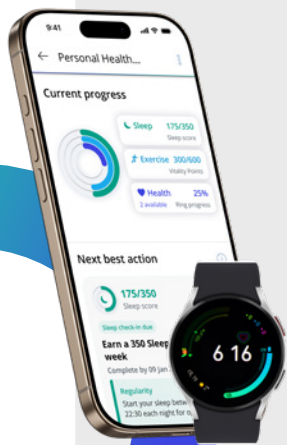 9:41
Personal Health...
Current progress
Sleep 175/350
Sleep score
Exercise 300/600
Vitality Points
Health 25%
2 available Ring progress
Next best action
175/350
Sleep score
Sleep check-in due
Earn a 350 Sleep
week
Complete by 09 Jan
Regularity
Start your sleep betw
22:30 each night for o
6 16